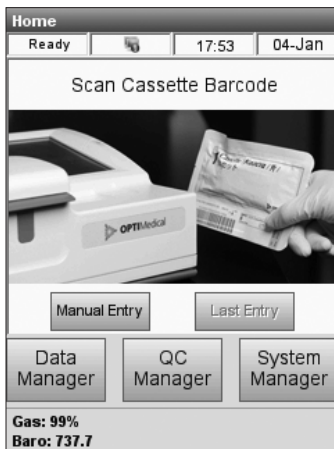 Home
Ready 17:53 04-Jan
Scan Cassette Barcode
OPTIMedical
Manual Entry Last Entry
Data Manager QC Manager System Manager
Gas: 99%
Baro: 737.7